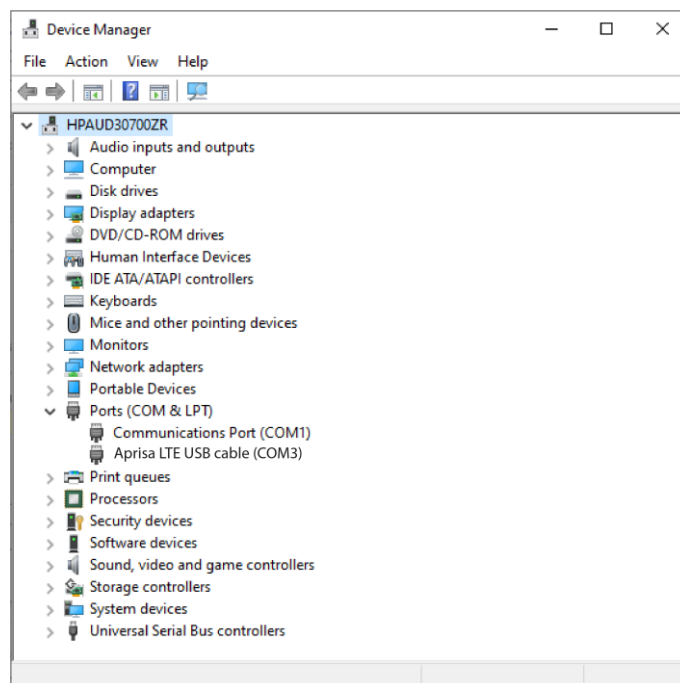 Device Manager
File Action View Help
HPAUD30700ZR
Audio inputs and outputs
Computer
Disk drives
Display adapters
DVD/CD-ROM drives
Human Interface Devices
IDE ATA/ATAPI controllers
Keyboards
Mice and other pointing devices
Monitors
Network adapters
Portable Devices
Ports (COM & LPT)
Communications Port (COM1)
Aprisa LTE USB cable (COM3)
Print queues
Processors
Security devices
Software devices
Sound, video and game controllers
Storage controllers
System devices
Universal Serial Bus controllers